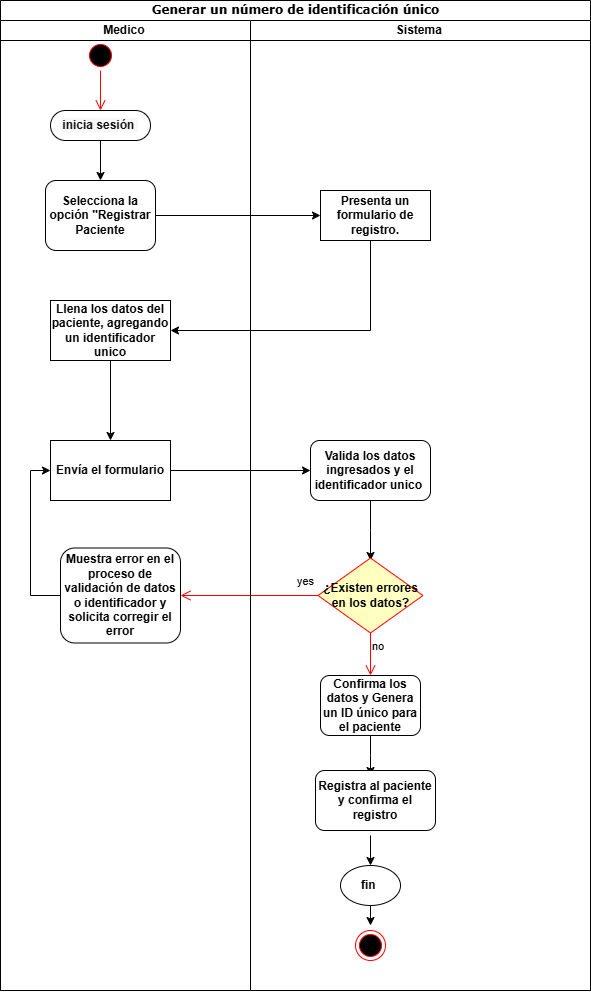 Generar un número de identificación único
Medico
Sistema
inicia sesión
Selecciona la
opción "Registrar
Paciente
Presenta un
formulario de
registro.
Llena los datos del
paciente, agregando
un identificador
unico
Envía el formulario
Valida los datos
ingresados y el
identificador unico
Muestra error en el
proceso de
validación de datos
o identificador y
solicita corregir el
error
yes
¿Existen errores
en los datos?
no
Confirma los
datos y Genera
un ID único para
el paciente
Registra al paciente
y confirma el
registro
fin